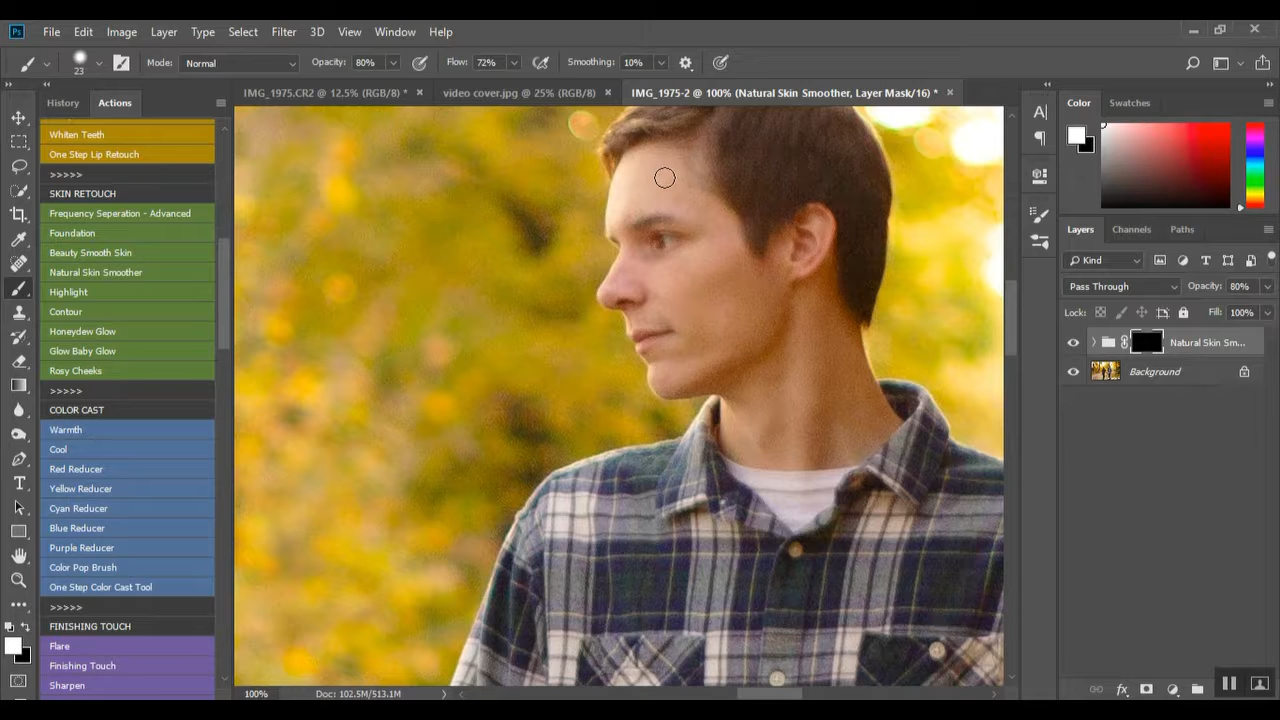 Ps File Edit Image Layer Type Select Filter 3D View Window Help
23 Mode: Normal Opacity: 80% Flow: 72% Smoothing: 10%
IMG_1975.CR2 @ 12.5% (RGB/8) * × video cover.jpg @ 25% (RGB/8) × IMG_1975-2 @ 100% (Natural Skin Smoother, Layer Mask/16) * ×
History Actions
Whiten Teeth
One Step Lip Retouch
>>>>>
SKIN RETOUCH
Frequency Seperation - Advanced
Foundation
Beauty Smooth Skin
Natural Skin Smoother
Highlight
Contour
Honeydew Glow
Glow Baby Glow
Rosy Cheeks
>>>>>
COLOR CAST
Warmth
Cool
Red Reducer
Yellow Reducer
Cyan Reducer
Blue Reducer
Purple Reducer
Color Pop Brush
One Step Color Cast Tool
>>>>>
FINISHING TOUCH
Flare
Finishing Touch
Sharpen
100% Doc: 102.5M/513.1M
Color Swatches
Layers Channels Paths
Kind
Pass Through Opacity: 80%
Lock: Fill: 100%
Natural Skin Sm...
Background
fx